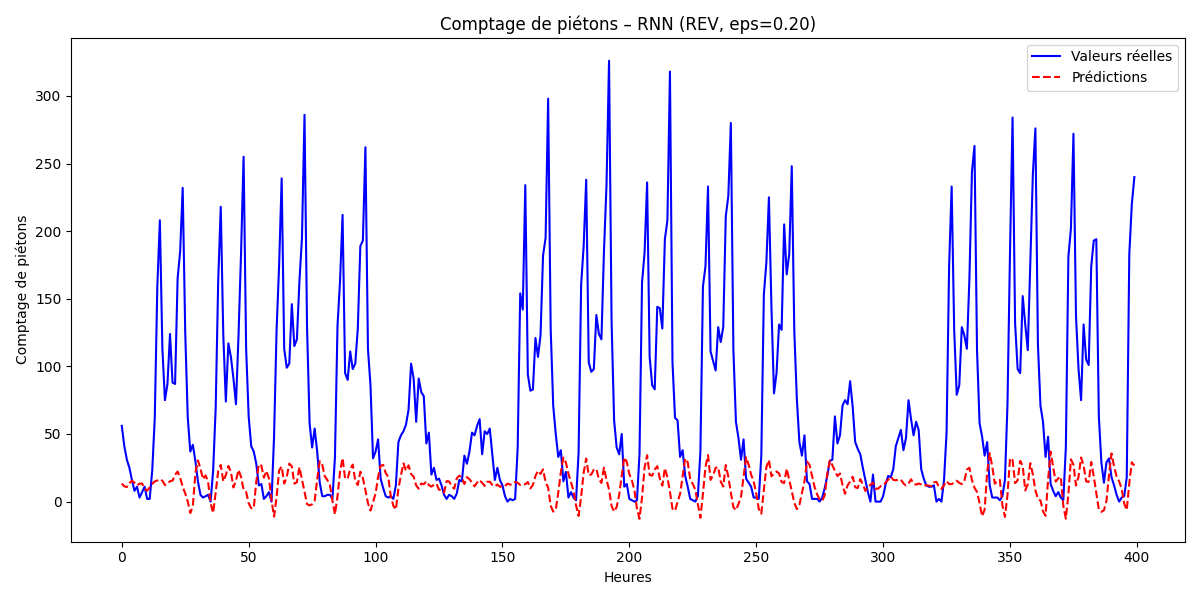 Comptage de piétons – RNN (REV, eps=0.20)
Valeurs réelles
Prédictions
Comptage de piétons
300
250
200
150
100
50
0
0 50 100 150 200 250 300 350 400
Heures